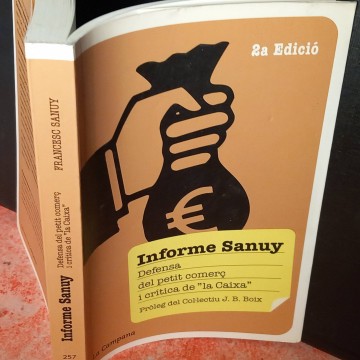 2a Edició
Informe Sanuy
Defensa
del petit comerç
i crítica de "la Caixa"
Pròleg del Col·lectiu J. B. Boix
FRANCESC SANUY
Informe Sanuy
Defensa del petit comerç
i crítica de "la Caixa"
257
La Campana